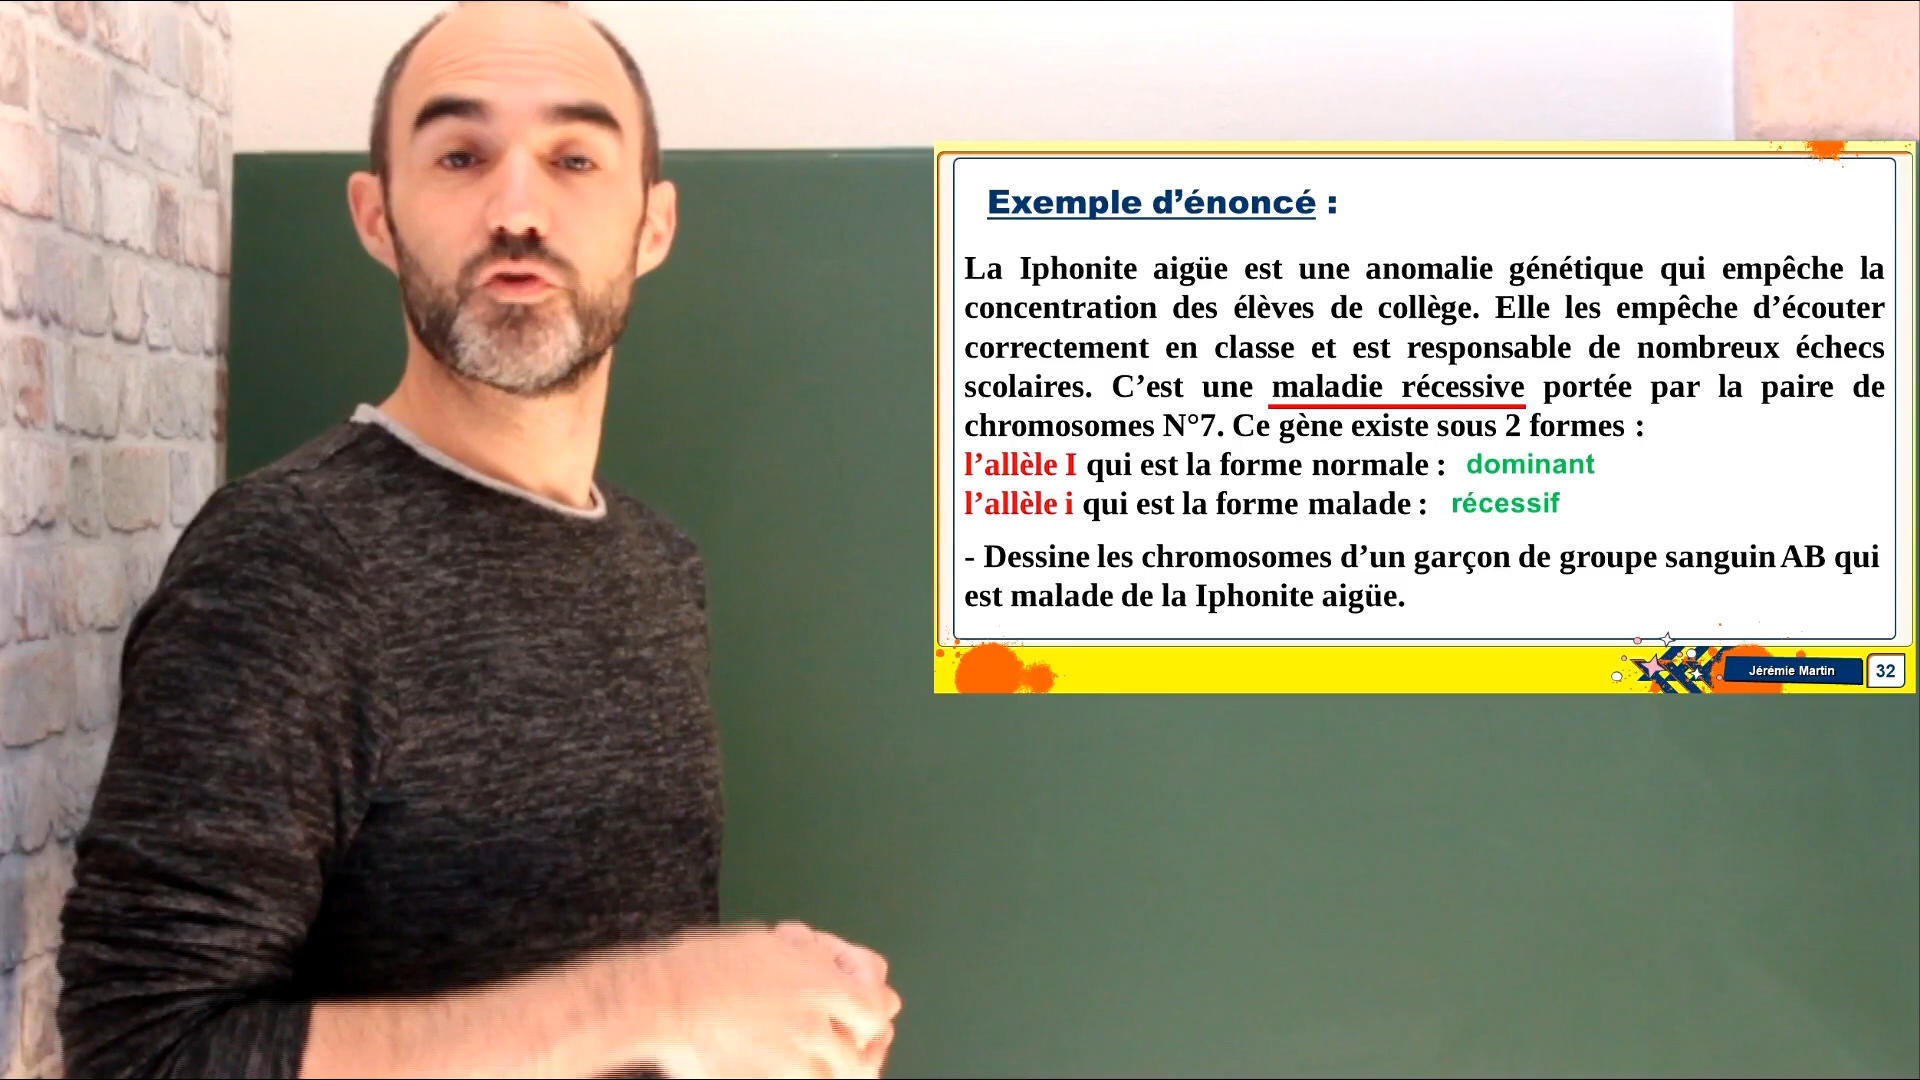 Exemple d’énoncé :
La Iphonite aigüe est une anomalie génétique qui empêche la
concentration des élèves de collège. Elle les empêche d’écouter
correctement en classe et est responsable de nombreux échecs
scolaires. C’est une maladie récessive portée par la paire de
chromosomes N°7. Ce gène existe sous 2 formes :
l’allèle I qui est la forme normale : dominant
l’allèle i qui est la forme malade : récessif
- Dessine les chromosomes d’un garçon de groupe sanguin AB qui
est malade de la Iphonite aigüe.
Jérémie Martin 32